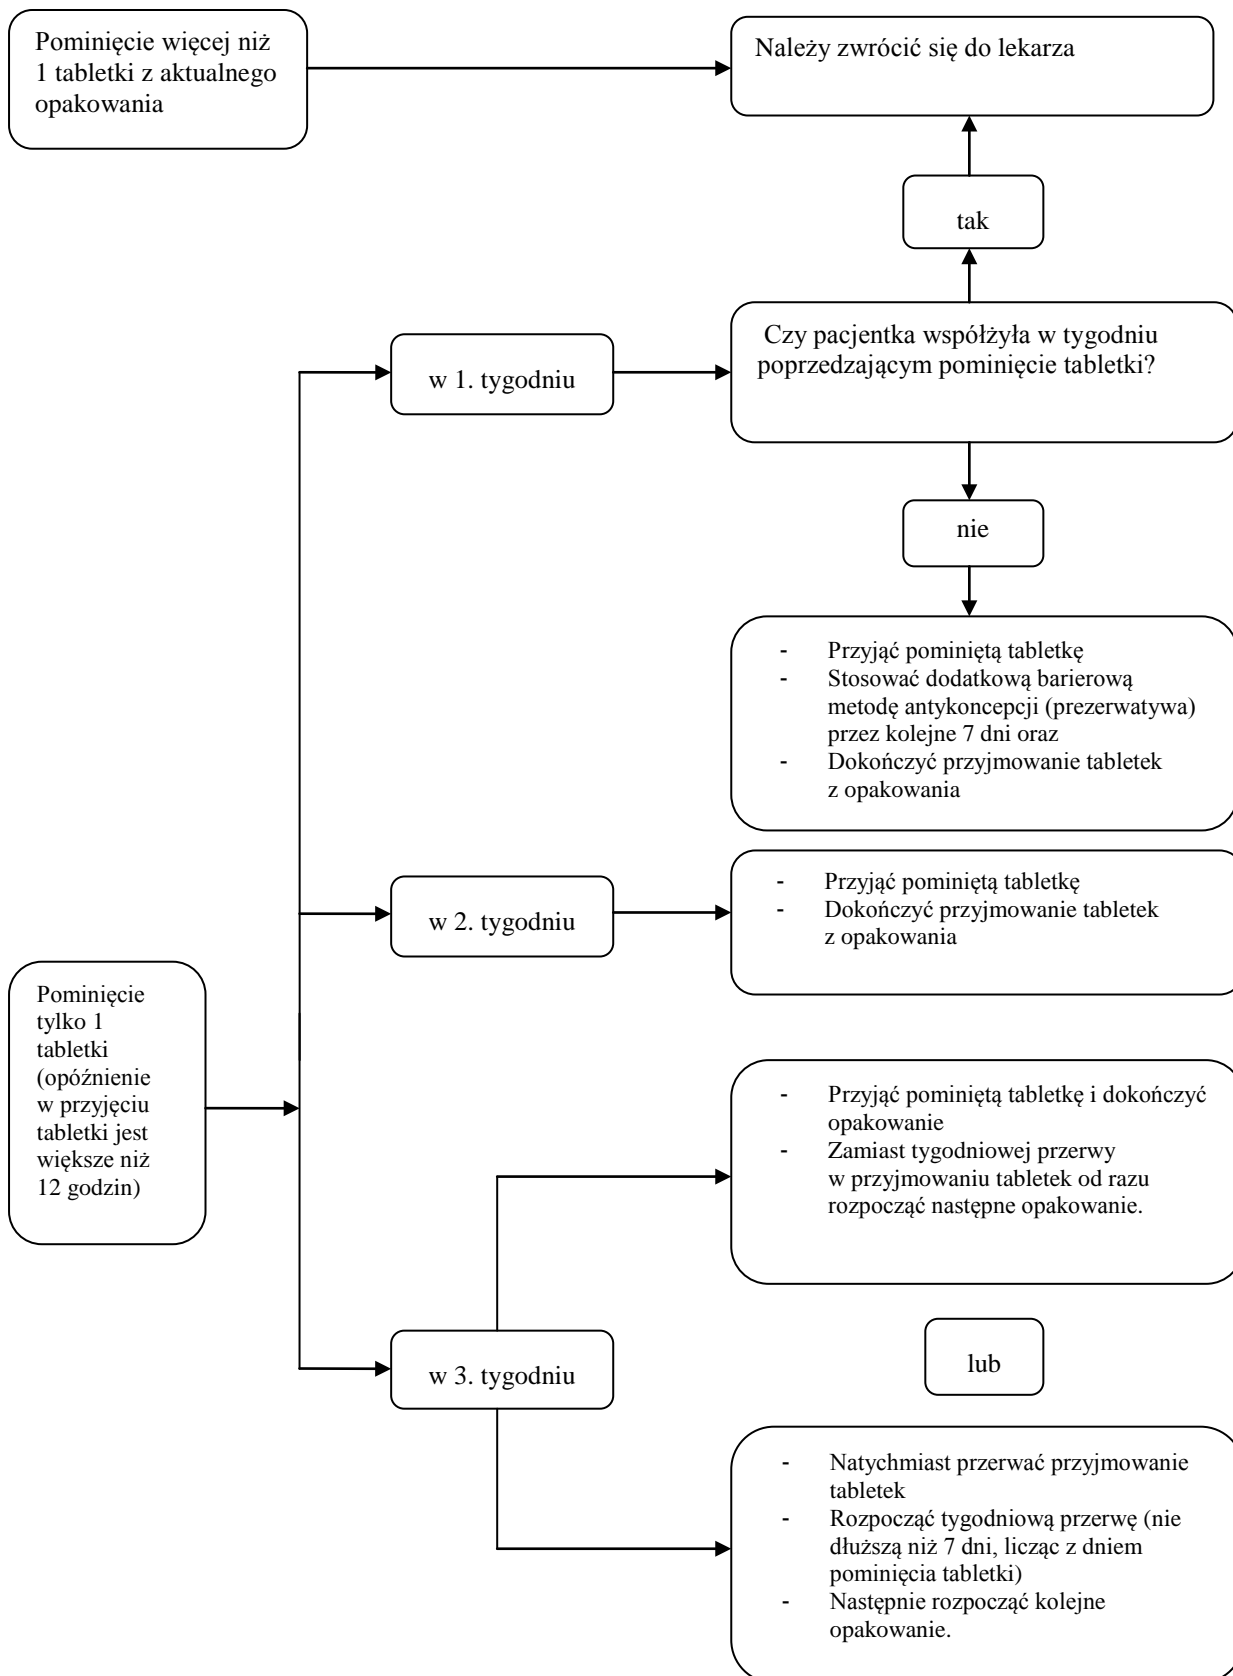 Pominięcie więcej niż
1 tabletki z aktualnego
opakowania
Należy zwrócić się do lekarza
tak
w 1. tygodniu
Czy pacjentka współżyła w tygodniu
poprzedzającym pominięcie tabletki?
nie
- Przyjąć pominiętą tabletkę
- Stosować dodatkową barierową
metodę antykoncepcji (prezerwatywa)
przez kolejne 7 dni oraz
- Dokończyć przyjmowanie tabletek
z opakowania
w 2. tygodniu
- Przyjąć pominiętą tabletkę
- Dokończyć przyjmowanie tabletek
z opakowania
Pominięcie
tylko 1
tabletki
(opóźnienie
w przyjęciu
tabletki jest
większe niż
12 godzin)
- Przyjąć pominiętą tabletkę i dokończyć
opakowanie
- Zamiast tygodniowej przerwy
w przyjmowaniu tabletek od razu
rozpocząć następne opakowanie.
w 3. tygodniu
lub
- Natychmiast przerwać przyjmowanie
tabletek
- Rozpocząć tygodniową przerwę (nie
dłuższą niż 7 dni, licząc z dniem
pominięcia tabletki)
- Następnie rozpocząć kolejne
opakowanie.